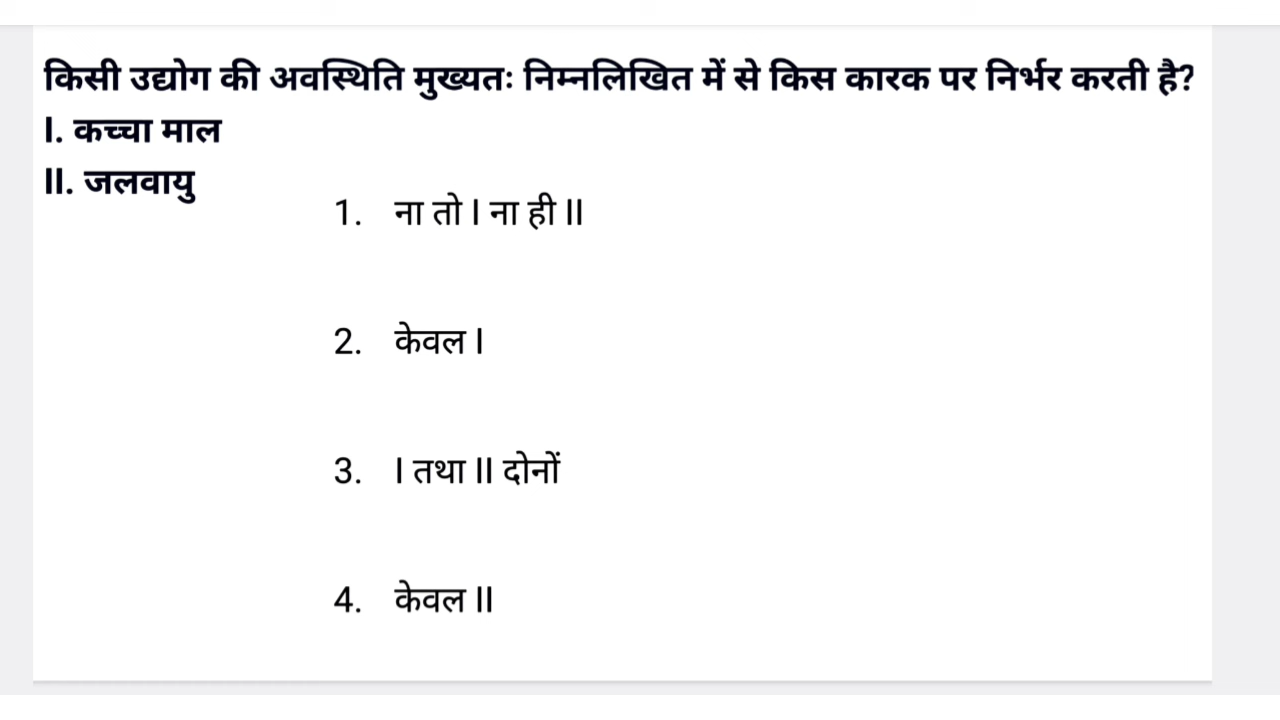 किसी उद्योग की अवस्थिति मुख्यतः निम्नलिखित में से किस कारक पर निर्भर करती है?
I. कच्चा माल
II. जलवायु
1. ना तो I ना ही II
2. केवल I
3. I तथा II दोनों
4. केवल II